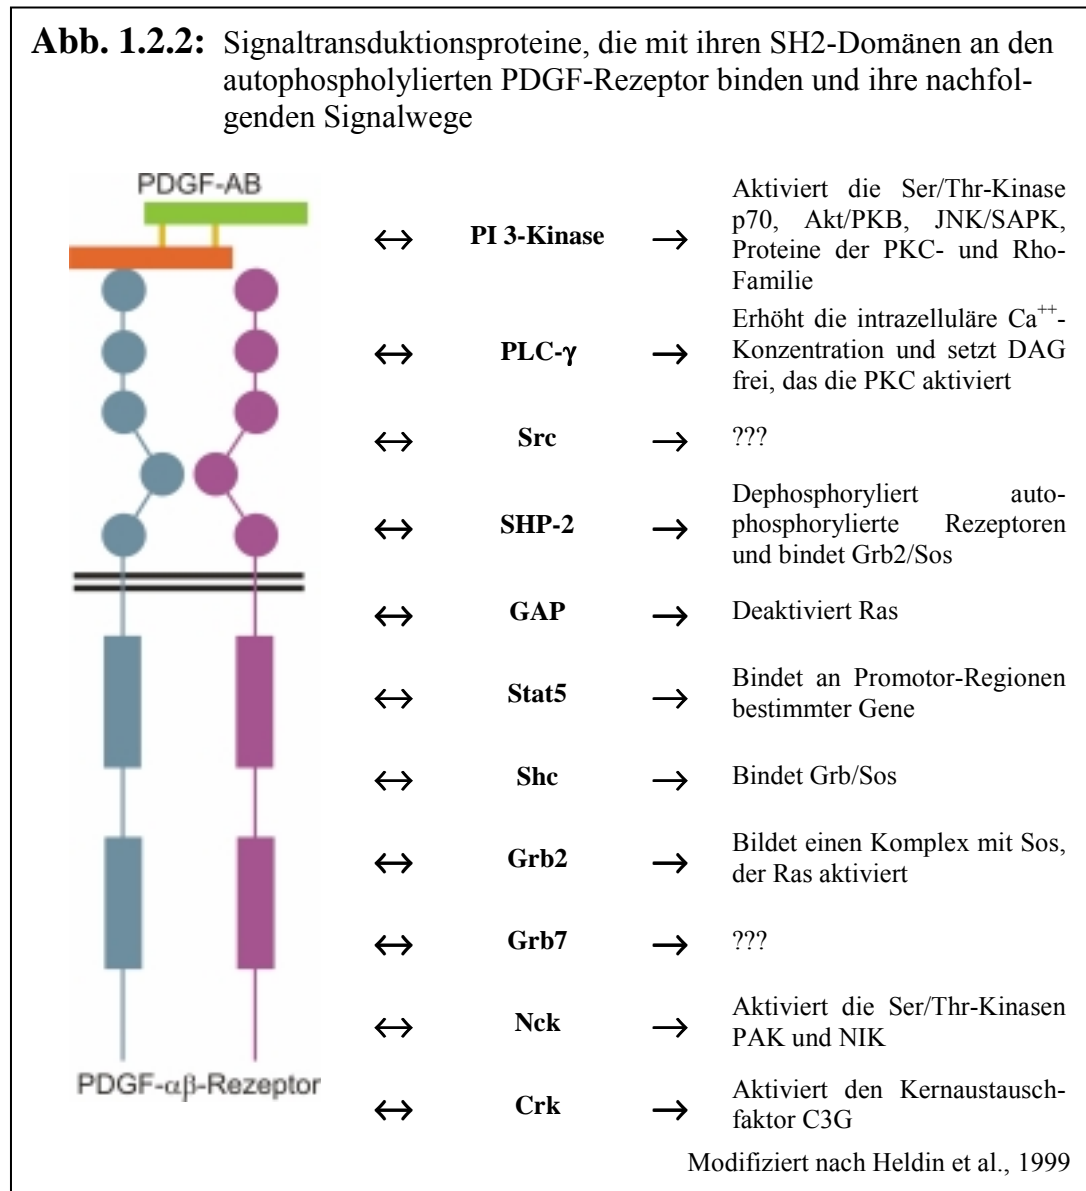 Abb. 1.2.2: Signaltransduktionsproteine, die mit ihren SH2-Domänen an den
autophospholylierten PDGF-Rezeptor binden und ihre nachfol-
genden Signalwege
PDGF-AB
PI 3-Kinase
Aktiviert die Ser/Thr-Kinase
p70, Akt/PKB, JNK/SAPK,
Proteine der PKC- und Rho-
Familie
PLC-γ
Erhöht die intrazelluläre Ca⁺⁺-
Konzentration und setzt DAG
frei, das die PKC aktiviert
Src
???
SHP-2
Dephosphoryliert auto-
phosphorylierte Rezeptoren
und bindet Grb2/Sos
GAP
Deaktiviert Ras
Stat5
Bindet an Promotor-Regionen
bestimmter Gene
Shc
Bindet Grb/Sos
Grb2
Bildet einen Komplex mit Sos,
der Ras aktiviert
Grb7
???
Nck
Aktiviert die Ser/Thr-Kinasen
PAK und NIK
Crk
Aktiviert den Kernaustausch-
faktor C3G
PDGF-αβ-Rezeptor
Modifiziert nach Heldin et al., 1999